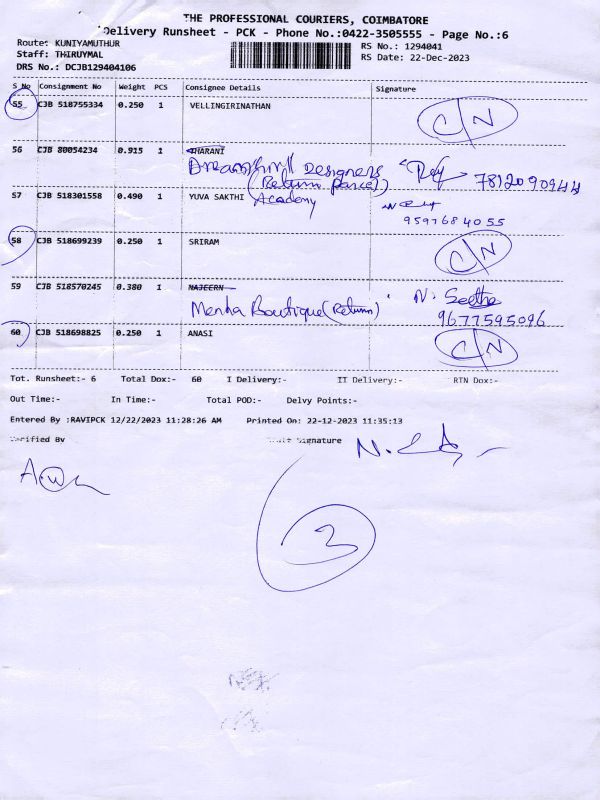 THE PROFESSIONAL COURIERS, COIMBATORE
Delivery Runsheet - PCK - Phone No.:0422-3505555 - Page No.:6
Route: KUNIYAMUTHUR
RS No.: 1294041
Staff: THIRUYMAL
RS Date: 22-Dec-2023
DRS No.: DCJB129404106
S No Consignment No Weight PCS Consignee Details Signature
55 CJB 518755334 0.250 1 VELLINGIRINATHAN C/N
56 CJB 80054234 0.915 1 THARANI
Designers
(Return Parcel) 7812090944
57 CJB 518301558 0.490 1 YUVA SAKTHI Academy
9597684055
58 CJB 518699239 0.250 1 SRIRAM C/N
59 CJB 518570245 0.380 1 NAJEERN
Menha Boutique (Return) N. Seetha
9677595096
60 CJB 518698825 0.250 1 ANASI C/N
Tot. Runsheet:- 6 Total Dox:- 60 I Delivery:- II Delivery:- RTN Dox:-
Out Time:- In Time:- Total POD:- Delvy Points:-
Entered By :RAVIPCK 12/22/2023 11:28:26 AM Printed On: 22-12-2023 11:35:13
Verified By Signature
3